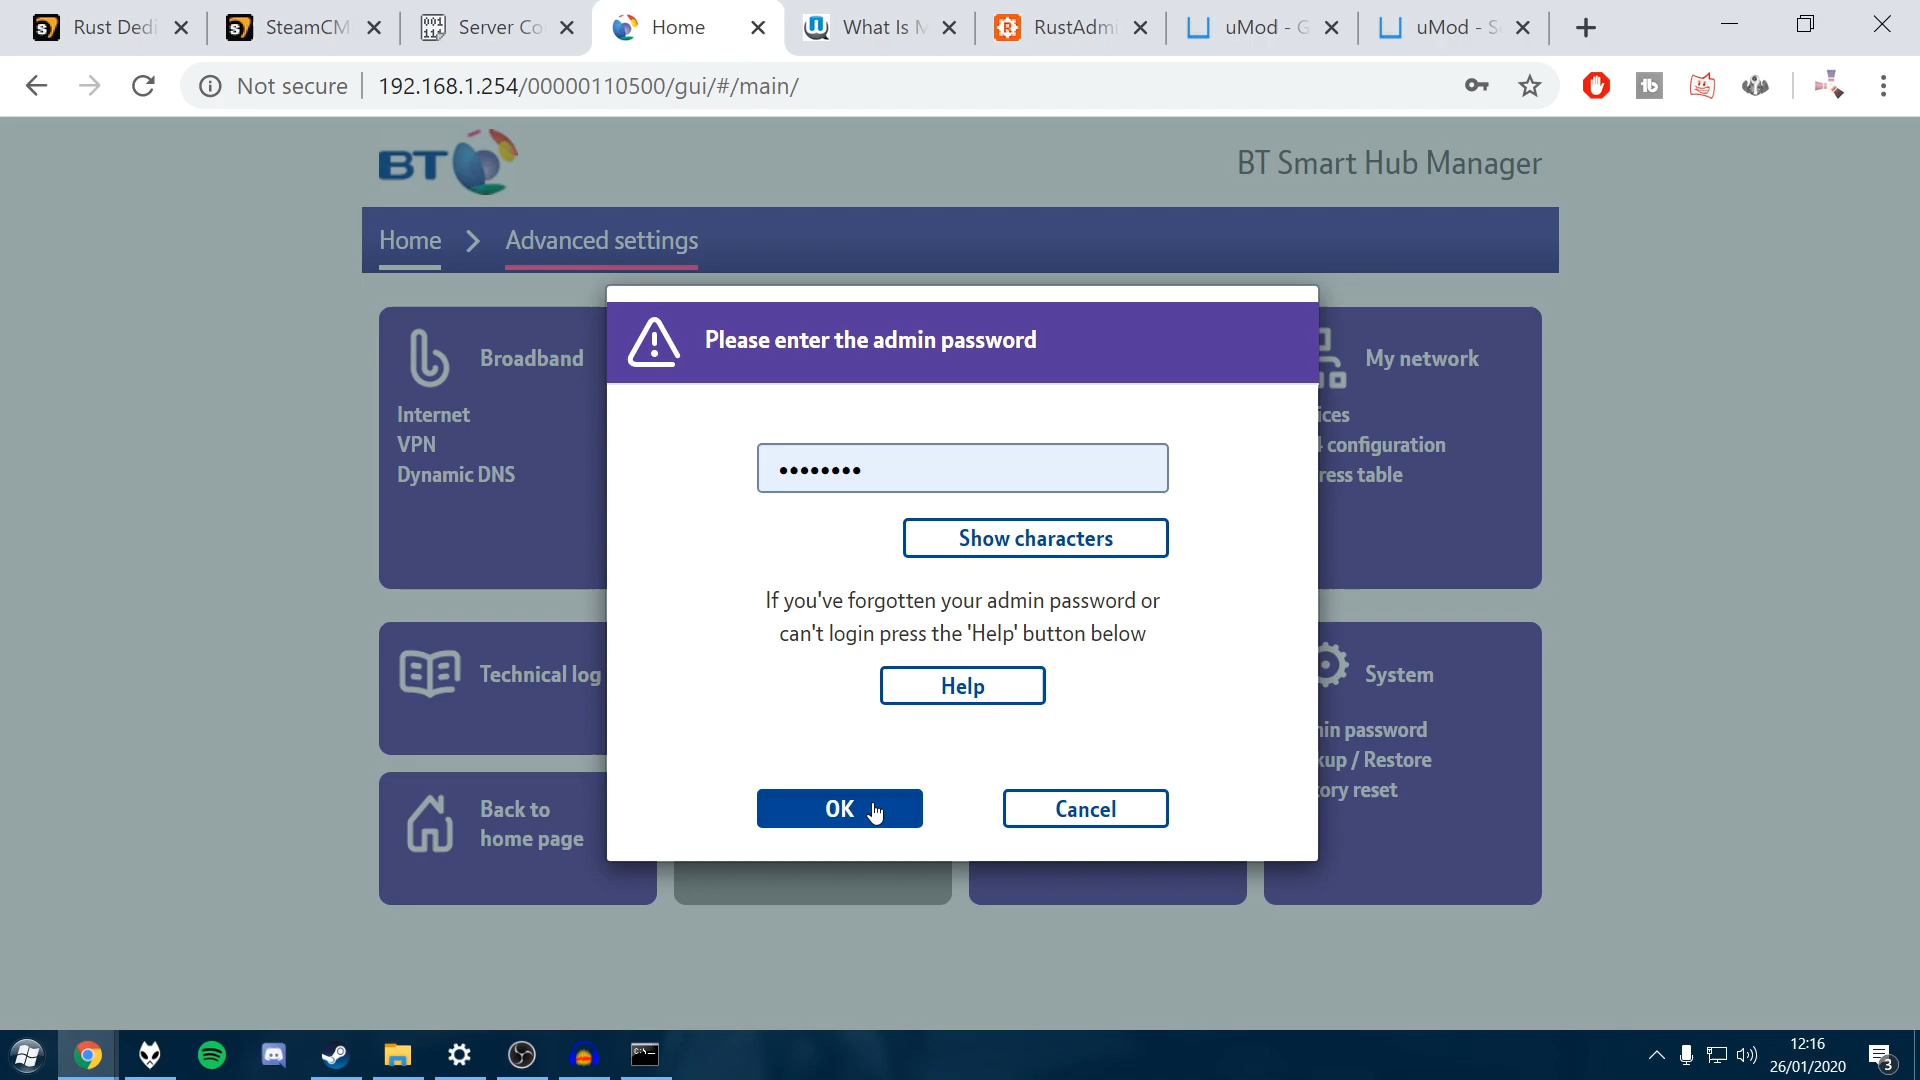 Rust Dedi
SteamCM
Server Co
Home
What Is M
RustAdmi
uMod - G
uMod - S
Not secure
192.168.1.254/00000110500/gui/#/main/
BT
BT Smart Hub Manager
Home
Advanced settings
Please enter the admin password
Show characters
If you've forgotten your admin password or
can't login press the 'Help' button below
Help
OK
Cancel
Broadband
Internet
VPN
Dynamic DNS
My network
ices
configuration
ress table
Technical log
System
in password
kup / Restore
ory reset
Back to
home page
12:16
26/01/2020
3